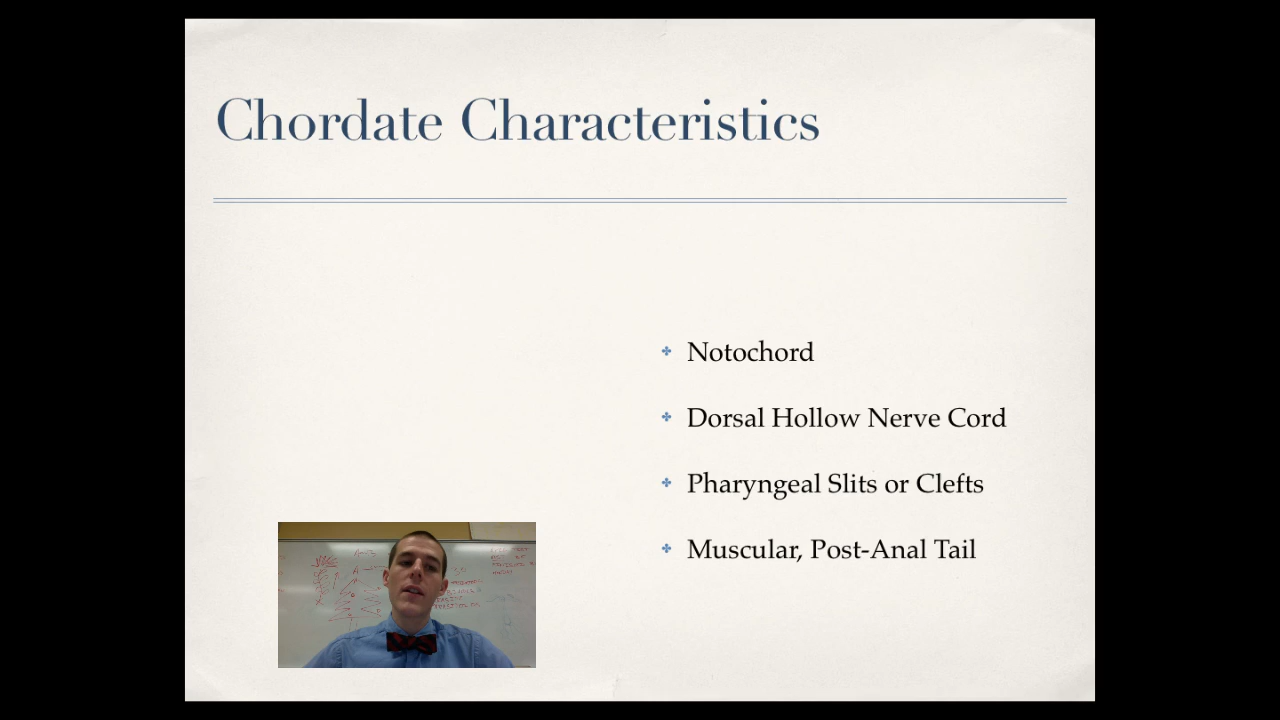 Chordate Characteristics
Notochord
Dorsal Hollow Nerve Cord
Pharyngeal Slits or Clefts
Muscular, Post-Anal Tail